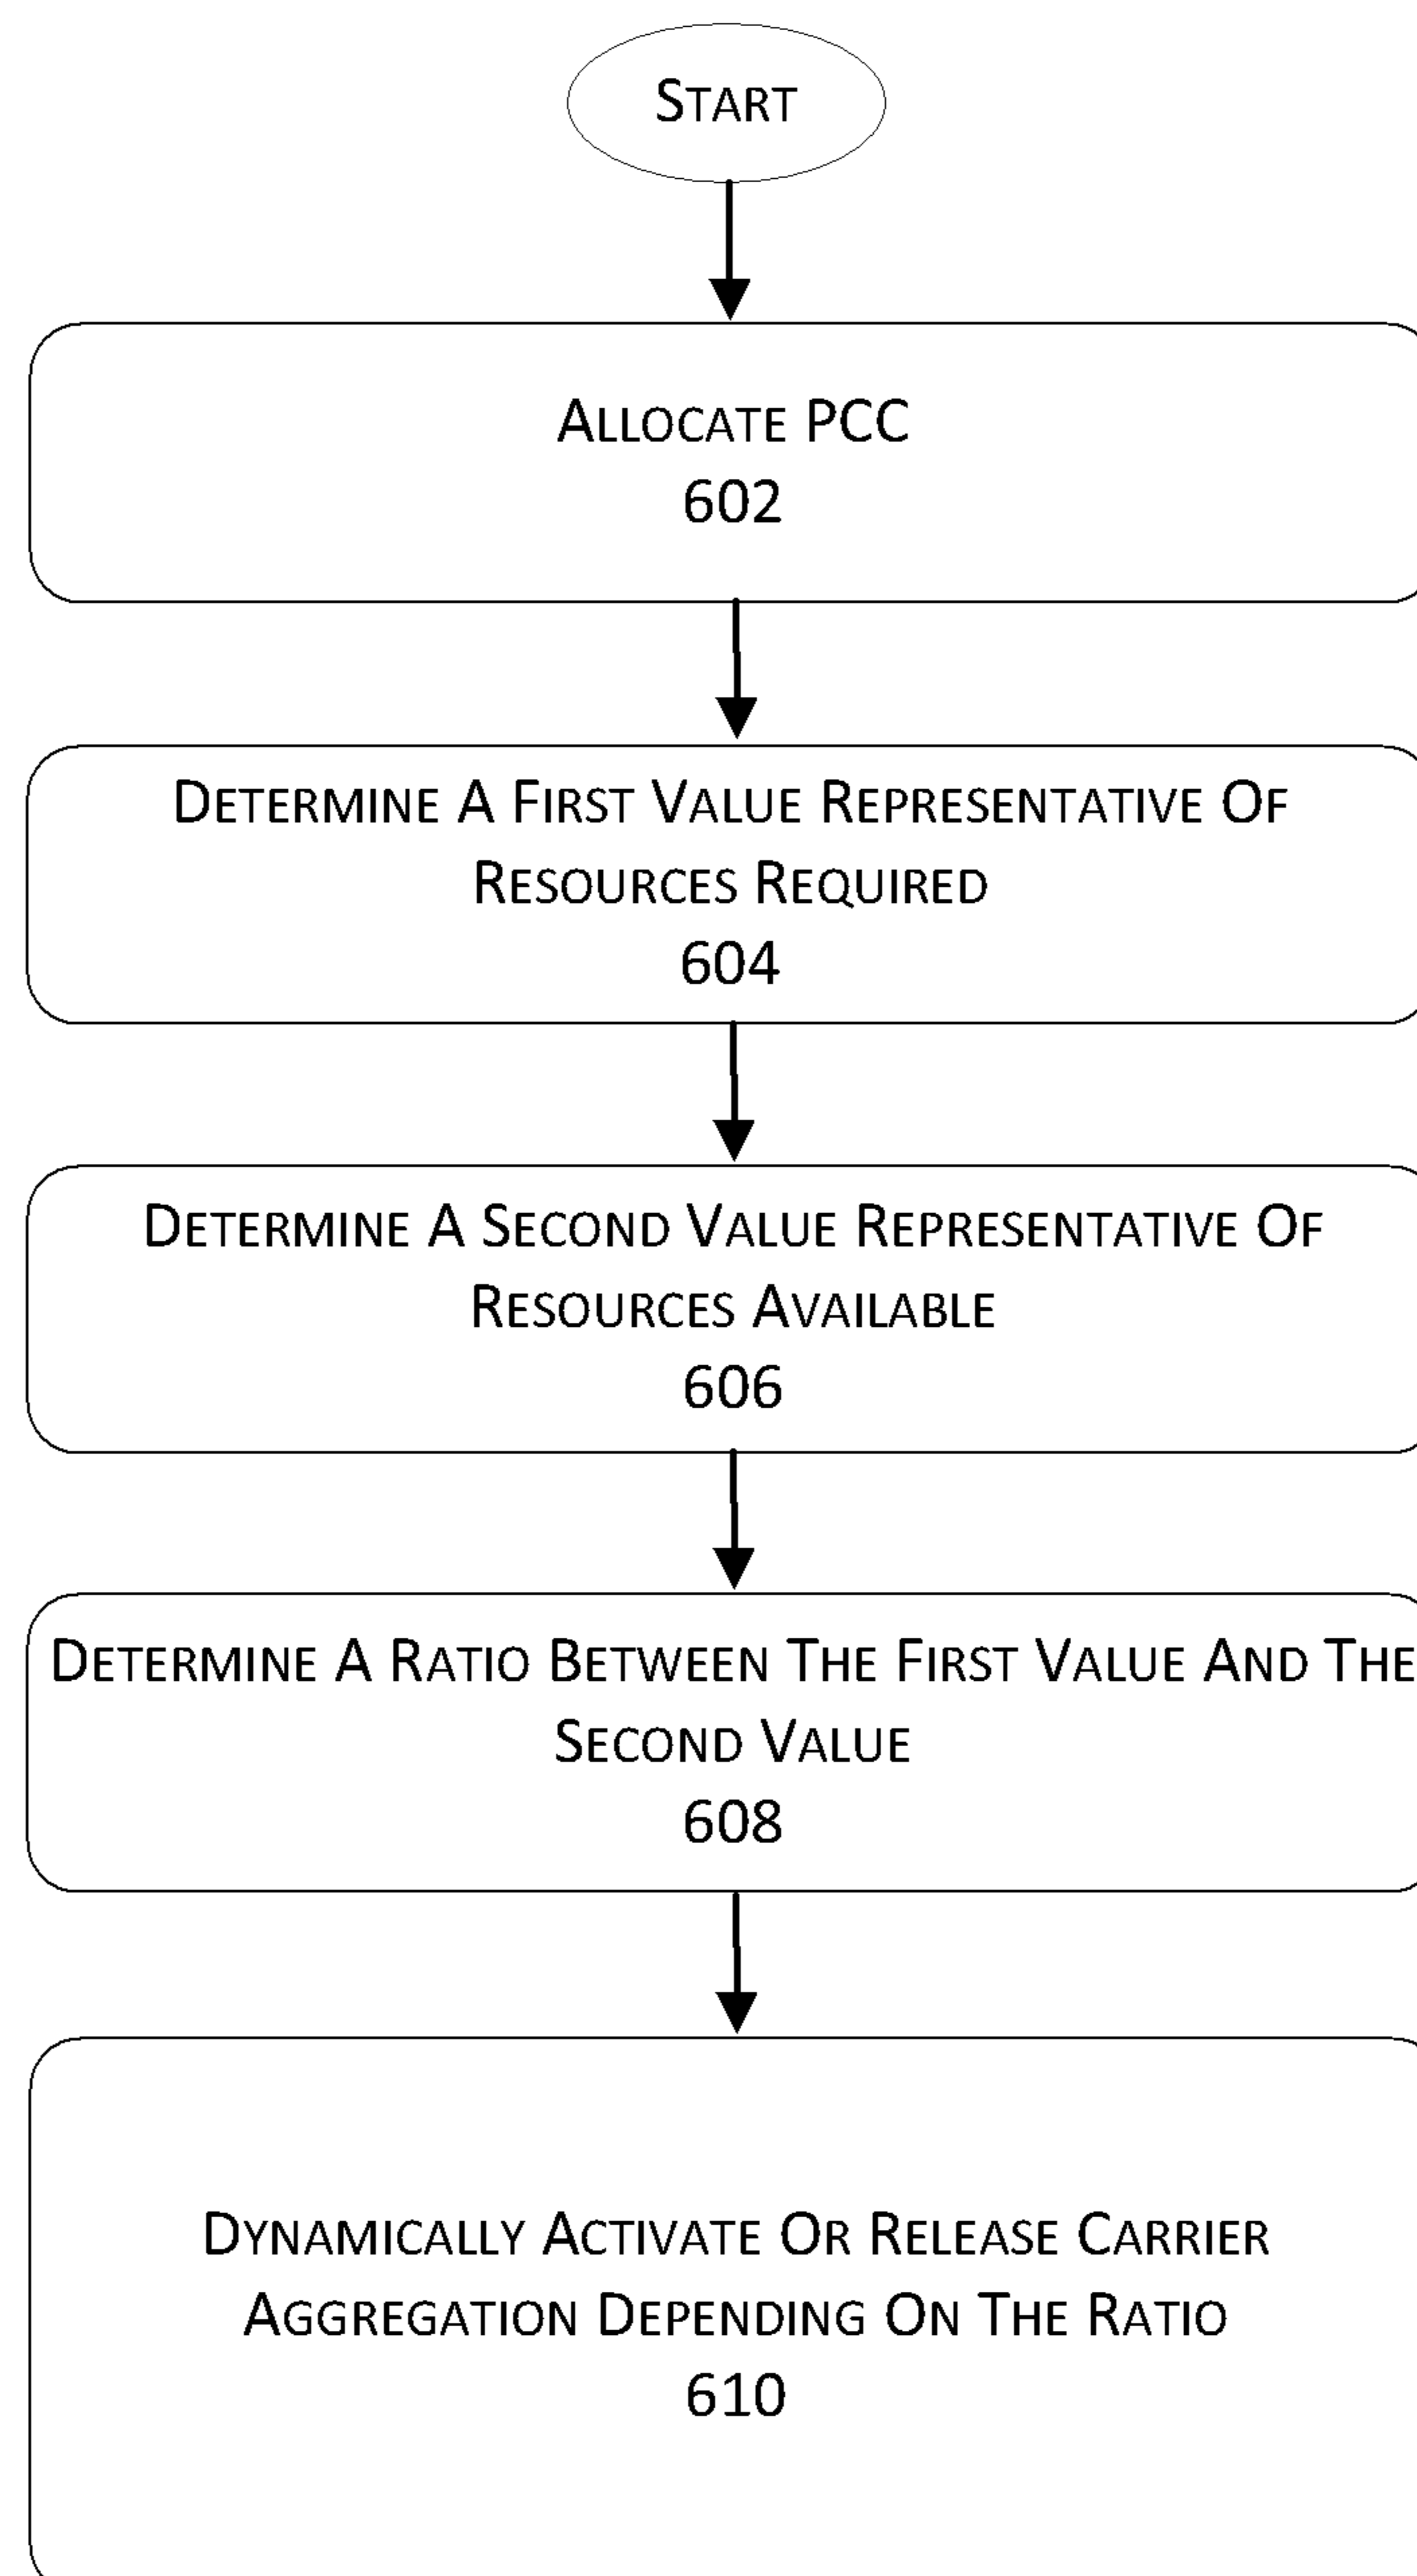 START
ALLOCATE PCC
602
DETERMINE A FIRST VALUE REPRESENTATIVE OF
RESOURCES REQUIRED
604
DETERMINE A SECOND VALUE REPRESENTATIVE OF
RESOURCES AVAILABLE
606
DETERMINE A RATIO BETWEEN THE FIRST VALUE AND THE
SECOND VALUE
608
DYNAMICALLY ACTIVATE OR RELEASE CARRIER
AGGREGATION DEPENDING ON THE RATIO
610